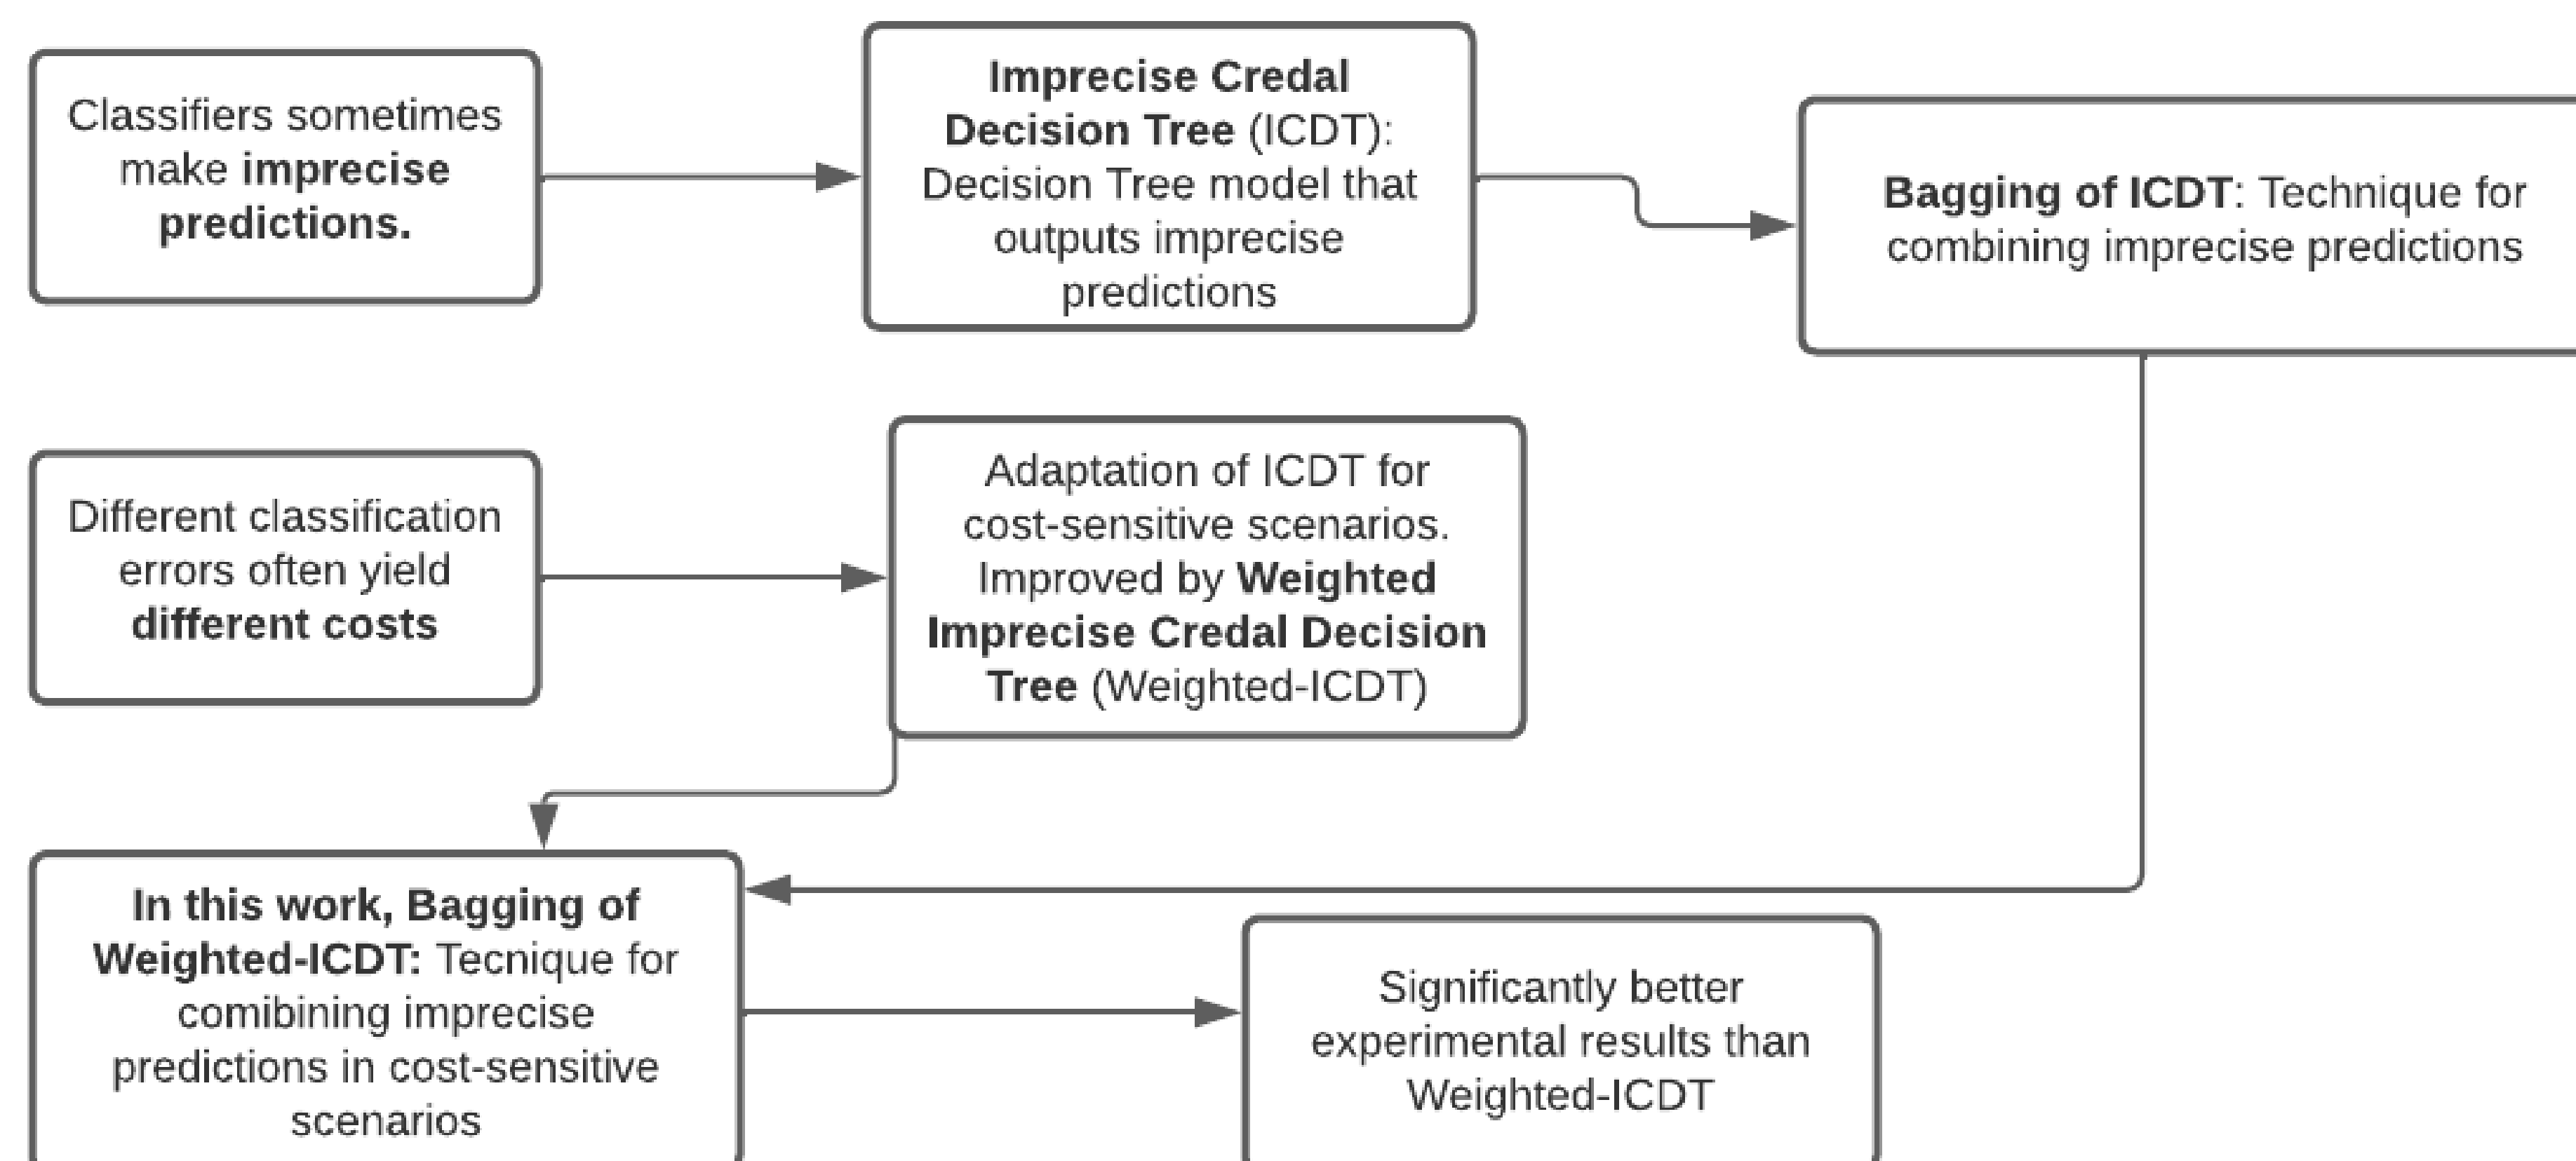 Classifiers sometimes
make imprecise
predictions.
Imprecise Credal
Decision Tree (ICDT):
Decision Tree model that
outputs imprecise
predictions
Bagging of ICDT: Technique for
combining imprecise predictions
Different classification
errors often yield
different costs
Adaptation of ICDT for
cost-sensitive scenarios.
Improved by Weighted
Imprecise Credal Decision
Tree (Weighted-ICDT)
In this work, Bagging of
Weighted-ICDT: Tecnique for
comibining imprecise
predictions in cost-sensitive
scenarios
Significantly better
experimental results than
Weighted-ICDT